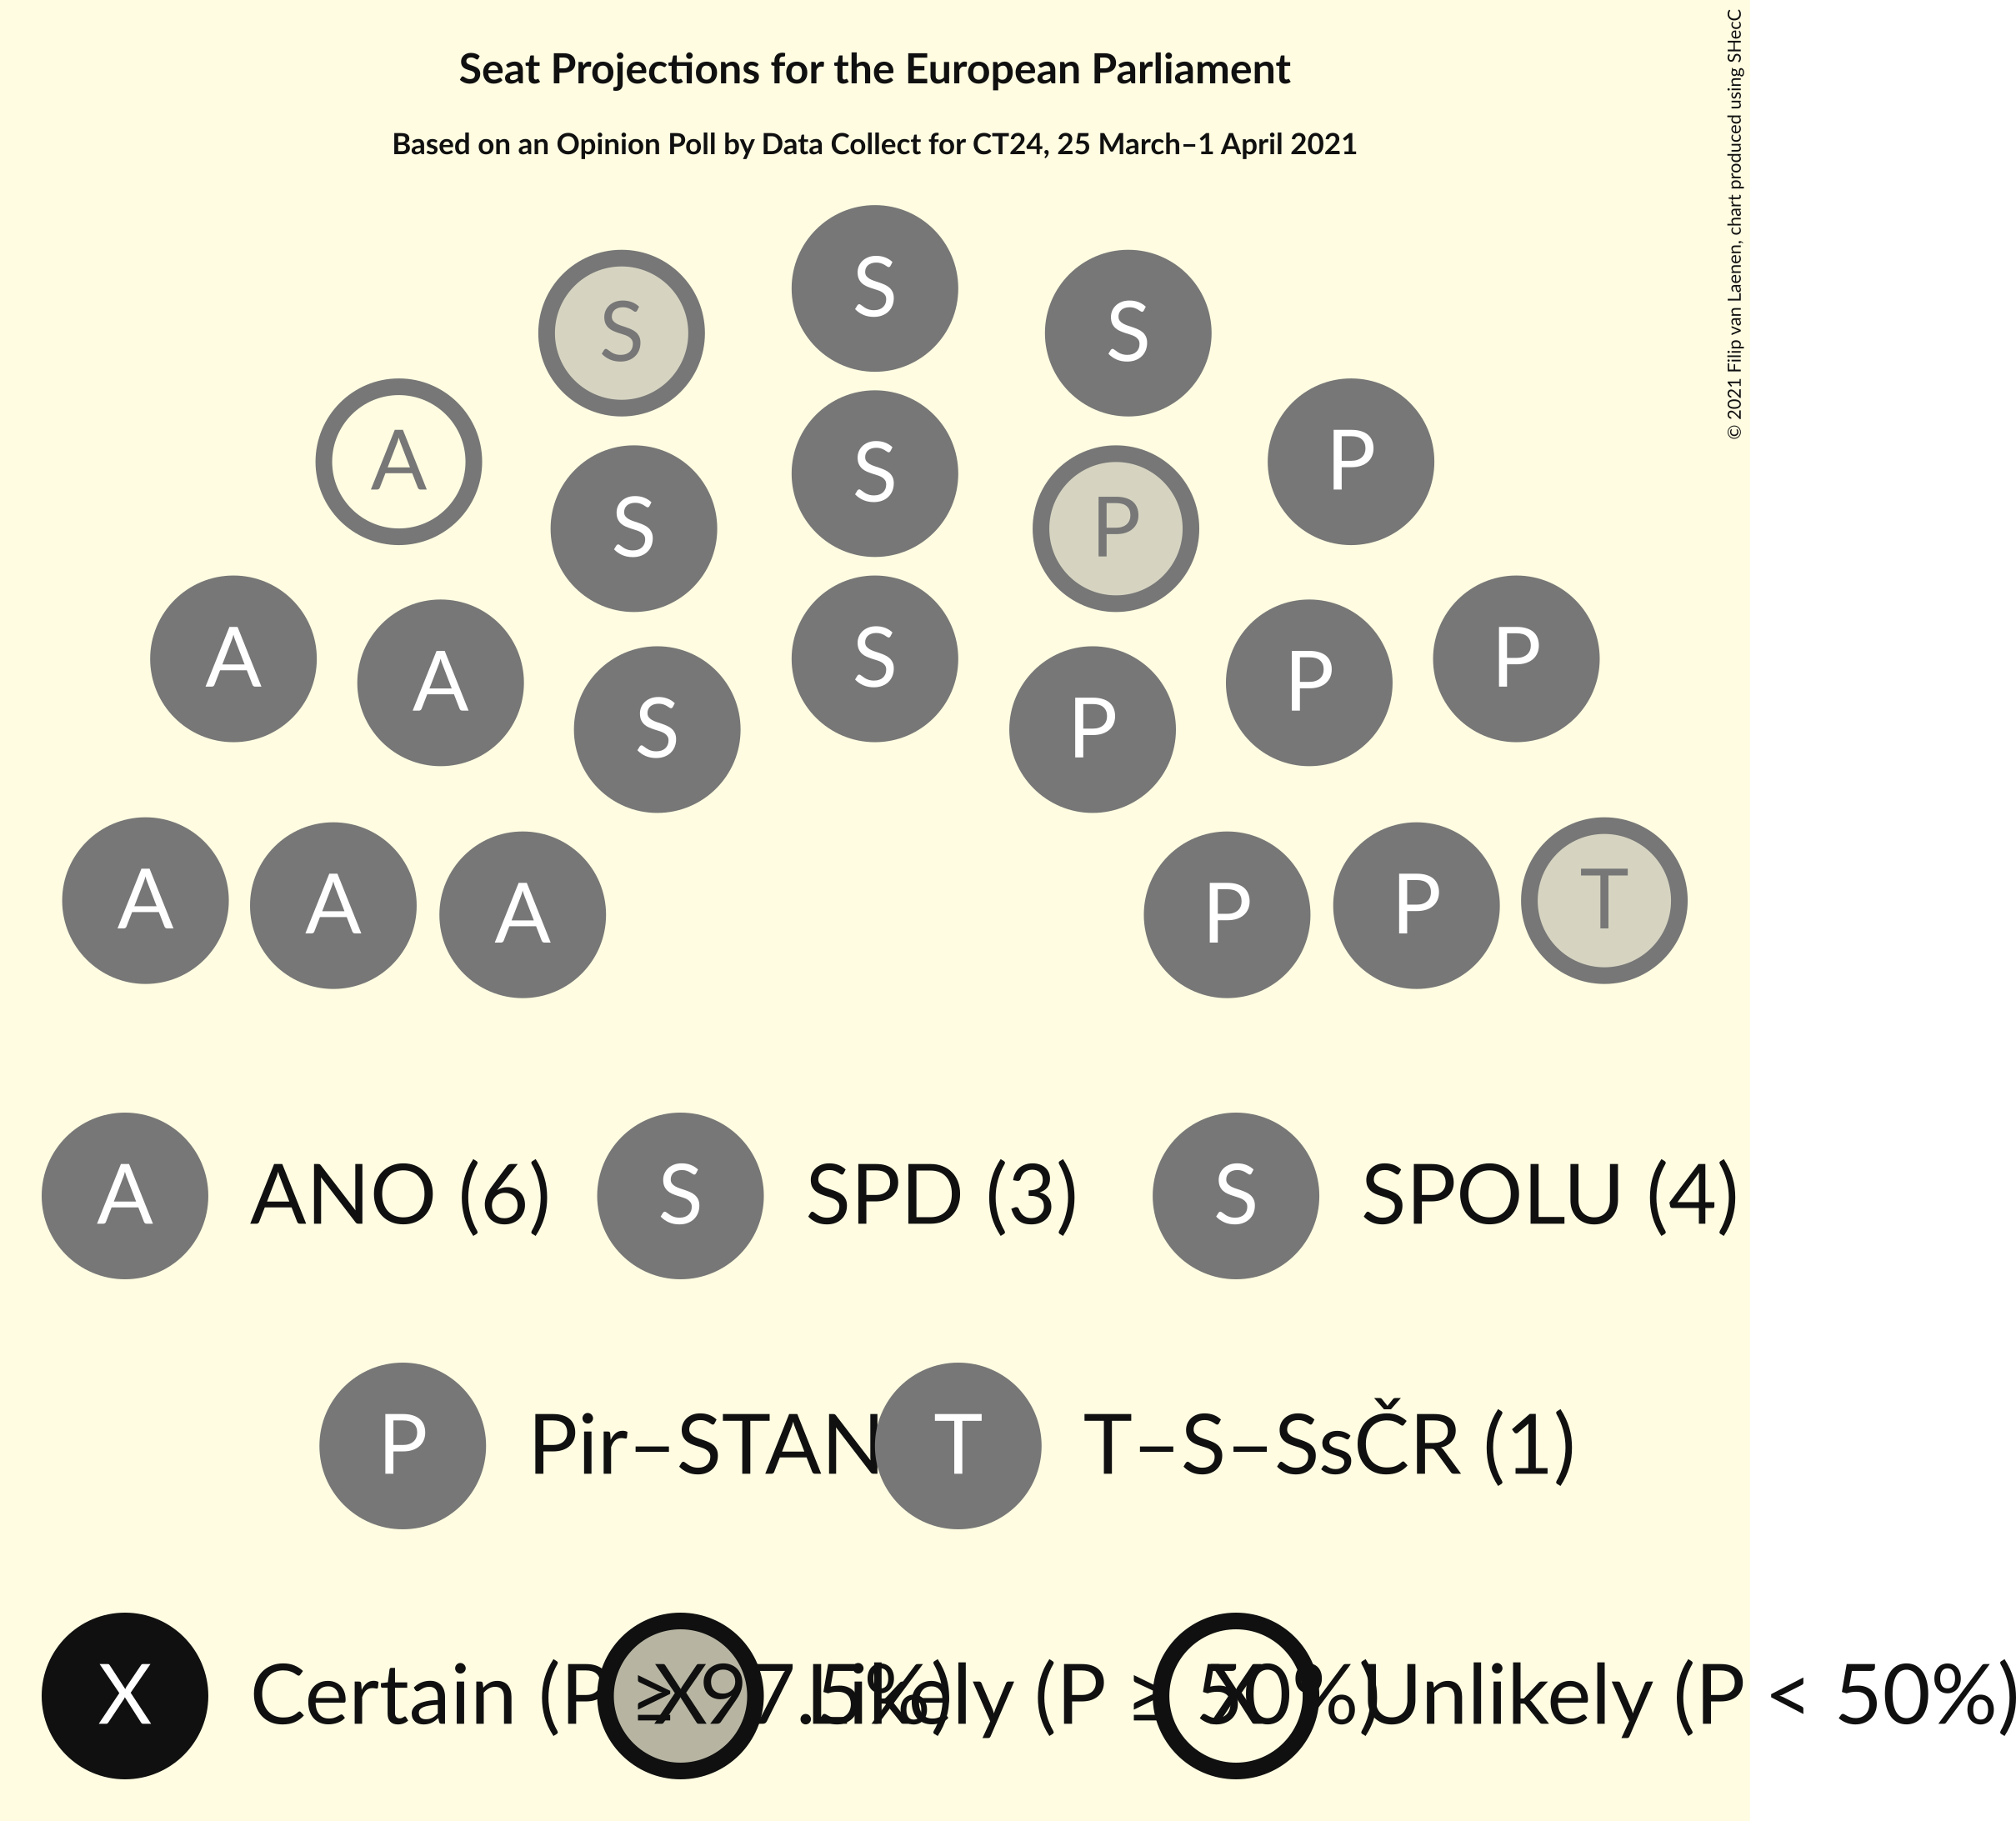 Seat Projections for the European Parliament
Based on an Opinion Poll by Data Collect for CT24, 25 March–1 April 2021
© 2021 Filip van Laenen, chart produced using SHecC
S
S S
A P
S S P
A A S S P P P
A A A P P T
A ANO (6) S SPD (3) S SPOLU (4)
P Pir–STAN T T–S–SsČR (1)
X Certain (P ≥ 97.5%) X Likely (P ≥ 50%) X Unlikely (P < 50%)